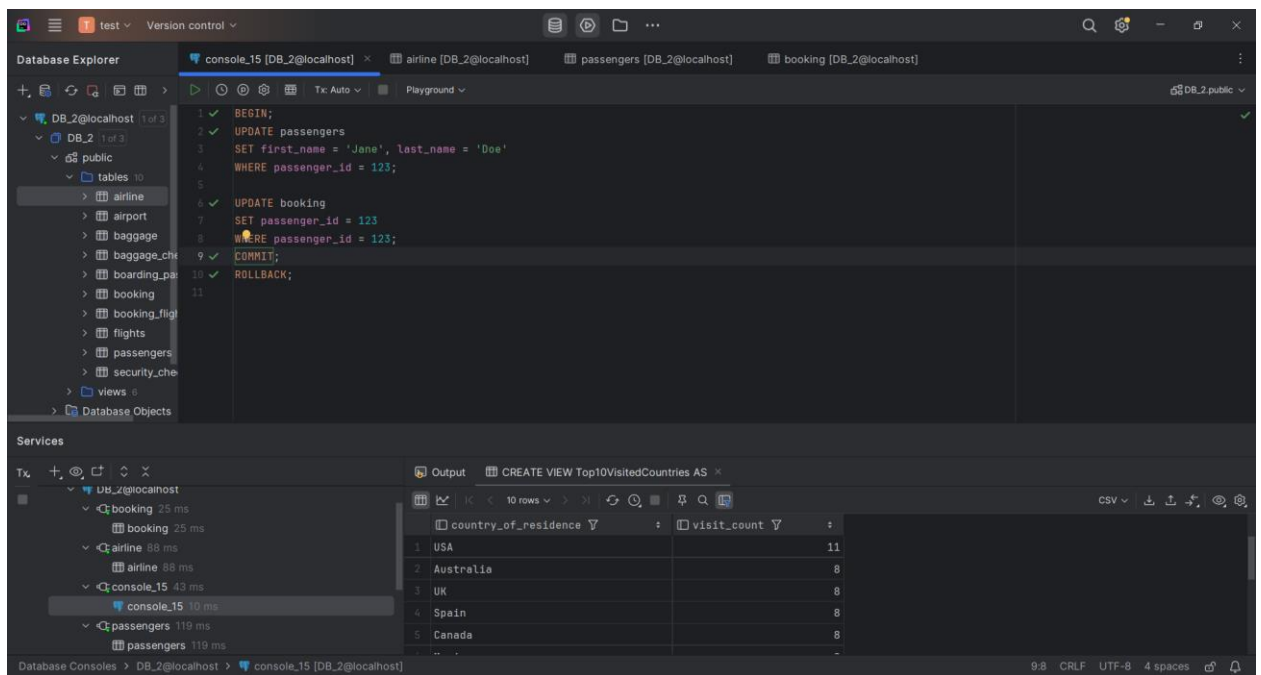 T test Version control
Database Explorer
console_15 [DB_2@localhost] airline [DB_2@localhost] passengers [DB_2@localhost] booking [DB_2@localhost]
Tx: Auto Playground DB_2.public
DB_2@localhost 1 of 3
DB_2 1 of 3
public
tables 10
airline
airport
baggage
baggage_che
boarding_pa
booking
booking_fligh
flights
passengers
security_che
views 6
Database Objects
1 BEGIN;
2 UPDATE passengers
3 SET first_name = 'Jane', last_name = 'Doe'
4 WHERE passenger_id = 123;
5
6 UPDATE booking
7 SET passenger_id = 123
8 WHERE passenger_id = 123;
9 COMMIT;
10 ROLLBACK;
11
Services
Tx
DB_2@localhost
booking 25 ms
booking 25 ms
airline 88 ms
airline 88 ms
console_15 43 ms
console_15 10 ms
passengers 119 ms
passengers 119 ms
Output CREATE VIEW Top10VisitedCountries AS
10 rows CSV
country_of_residence visit_count
1 USA 11
2 Australia 8
3 UK 8
4 Spain 8
5 Canada 8
Database Consoles > DB_2@localhost > console_15 [DB_2@localhost] 9:8 CRLF UTF-8 4 spaces